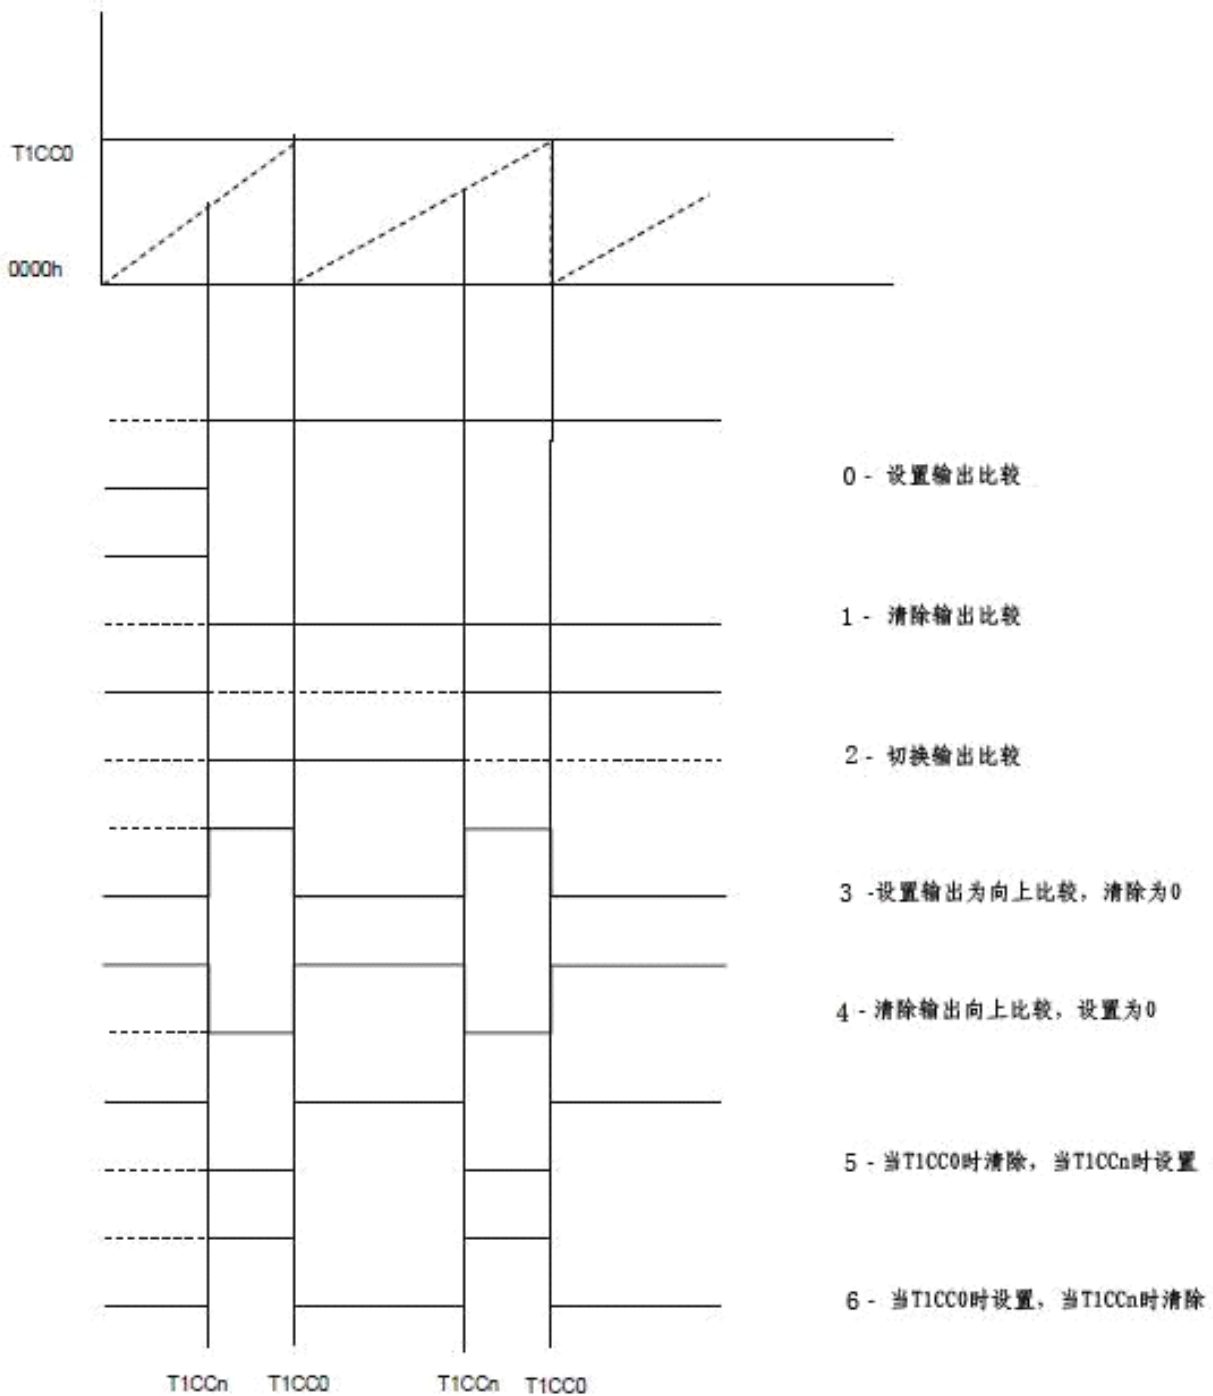 T1CC0
0000h
0 - 设置输出比较
1 - 清除输出比较
2 - 切换输出比较
3 -设置输出为向上比较，清除为0
4 -清除输出向上比较，设置为0
5 -当T1CC0时清除，当T1CCn时设置
6 - 当T1CC0时设置，当T1CCn时清除
T1CCn T1CC0 T1CCn T1CC0